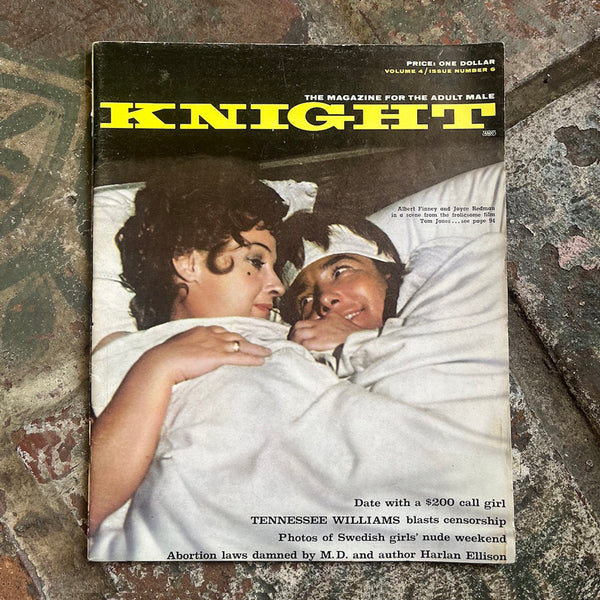 PRICE: ONE DOLLAR
VOLUME 4/ISSUE NUMBER 6
THE MAGAZINE FOR THE ADULT MALE
KNIGHT
Albert Finney and Joyce Redman
in a scene from the frolicsome film
Tom Jones...see page 94
Date with a $200 call girl
TENNESSEE WILLIAMS blasts censorship
Photos of Swedish girls' nude weekend
Abortion laws damned by M.D. and author Harlan Ellison